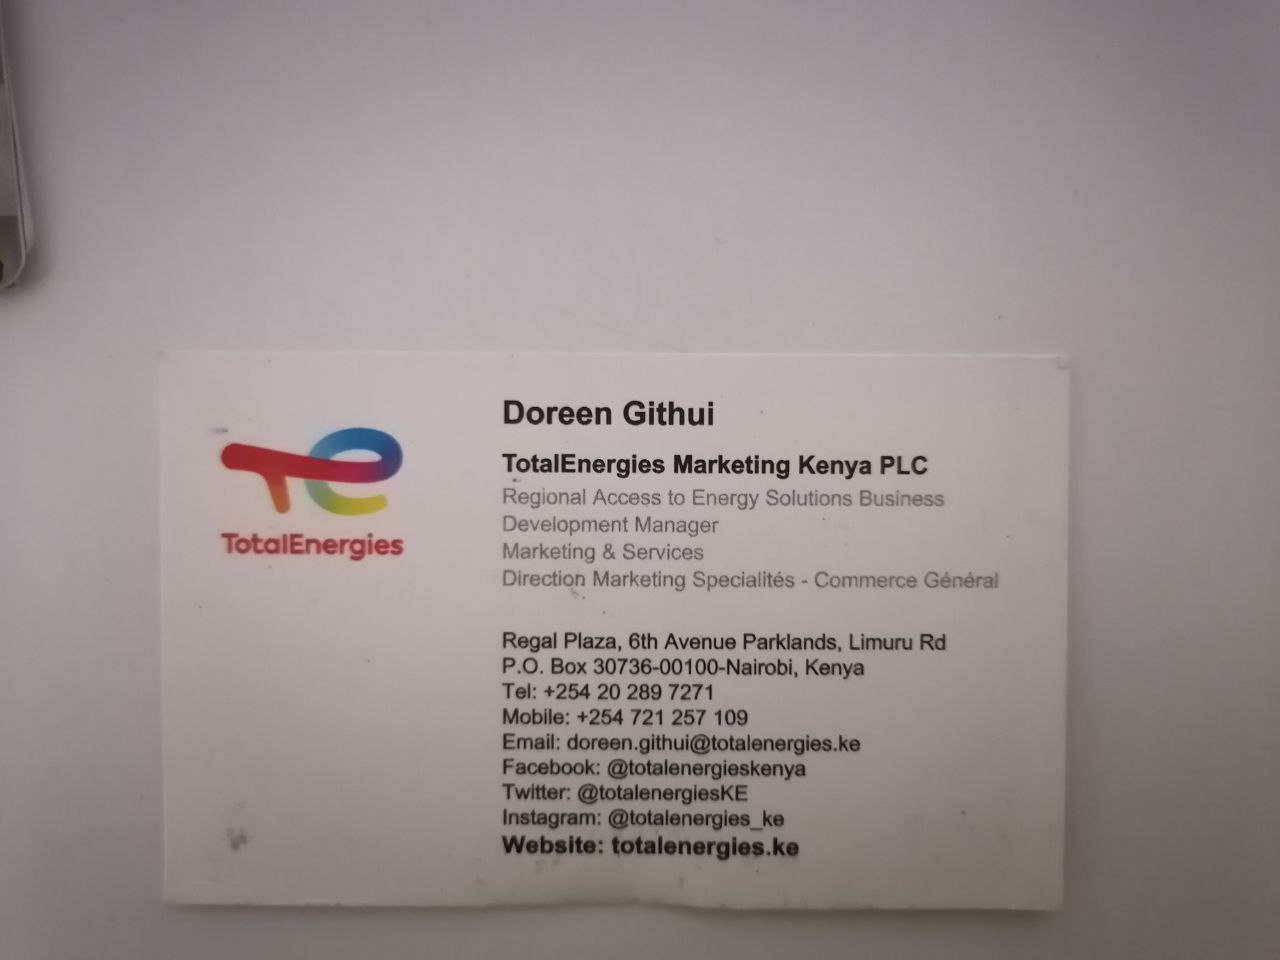 TotalEnergies
Doreen Githui
TotalEnergies Marketing Kenya PLC
Regional Access to Energy Solutions Business
Development Manager
Marketing & Services
Direction Marketing Specialités - Commerce Général
Regal Plaza, 6th Avenue Parklands, Limuru Rd
P.O. Box 30736-00100-Nairobi, Kenya
Tel: +254 20 289 7271
Mobile: +254 721 257 109
Email: doreen.githui@totalenergies.ke
Facebook: @totalenergieskenya
Twitter: @totalenergiesKE
Instagram: @totalenergies_ke
Website: totalenergies.ke